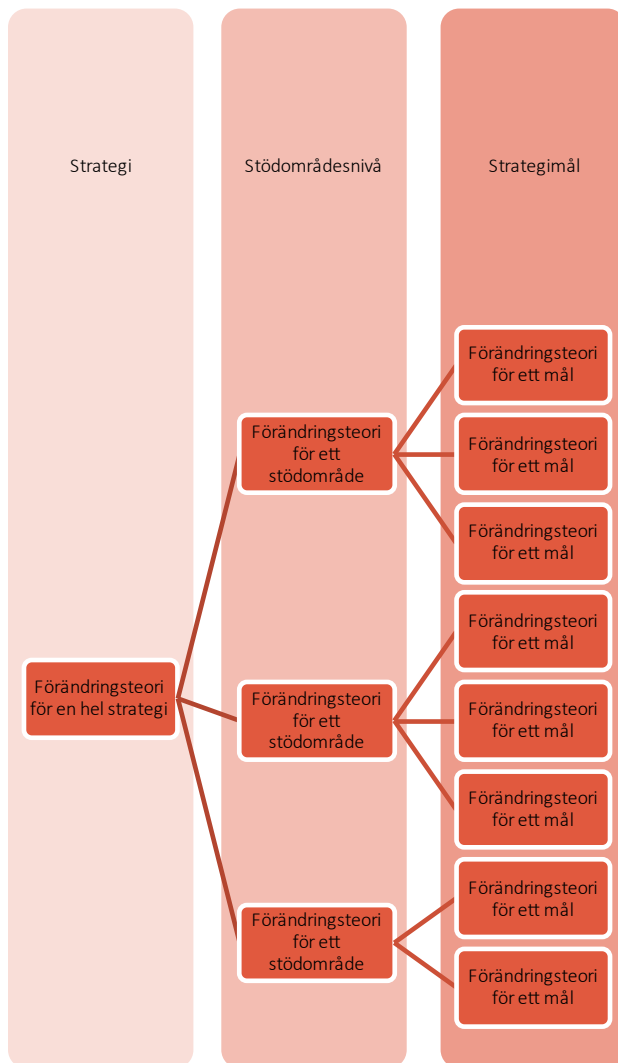 Strategi
Stödområdesnivå
Strategimål
Förändringsteori
för en hel strategi
Förändringsteori
för ett
stödområde
Förändringsteori
för ett mål
Förändringsteori
för ett mål
Förändringsteori
för ett mål
Förändringsteori
för ett
stödområde
Förändringsteori
för ett mål
Förändringsteori
för ett mål
Förändringsteori
för ett mål
Förändringsteori
för ett
stödområde
Förändringsteori
för ett mål
Förändringsteori
för ett mål